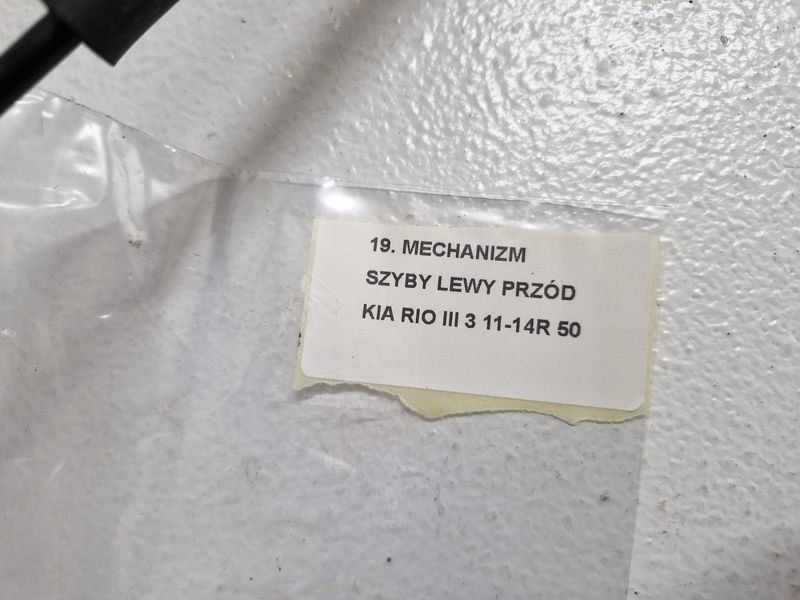 19. MECHANIZM
SZYBY LEWY PRZÓD
KIA RIO III 3 11-14R 50